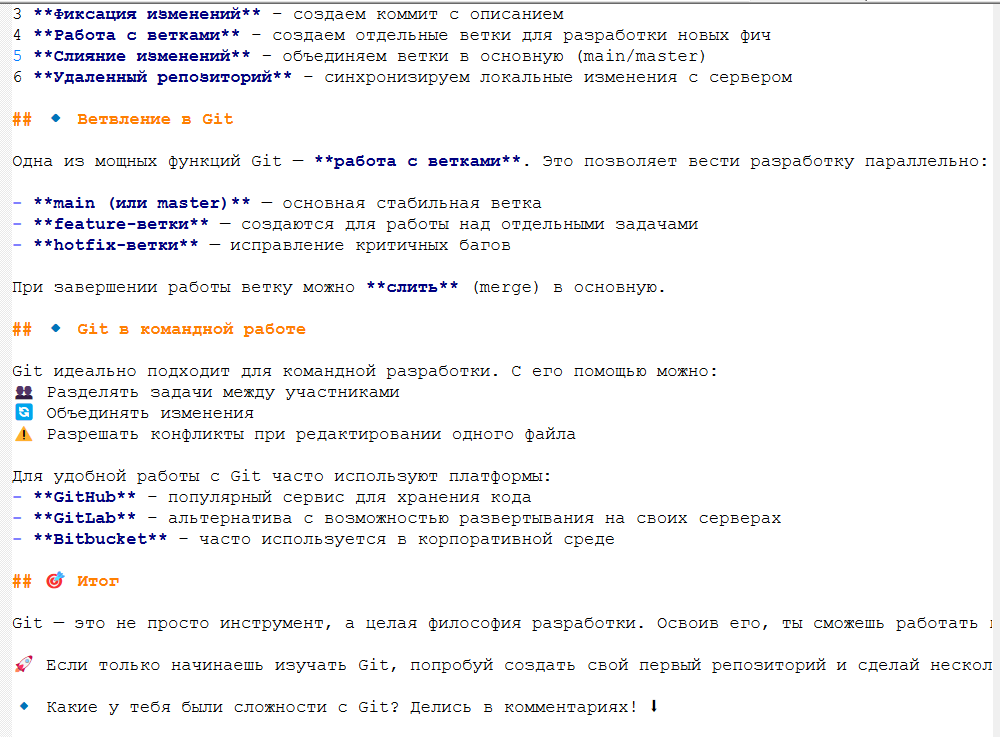 3 **Фиксация изменений** – создаем коммит с описанием
4 **Работа с ветками** – создаем отдельные ветки для разработки новых фич
5 **Слияние изменений** – объединяем ветки в основную (main/master)
6 **Удаленный репозиторий** – синхронизируем локальные изменения с сервером
## 🔹 Ветвление в Git
Одна из мощных функций Git — **работа с ветками**. Это позволяет вести разработку параллельно:
- **main (или master)** — основная стабильная ветка
- **feature-ветки** — создаются для работы над отдельными задачами
- **hotfix-ветки** — исправление критичных багов
При завершении работы ветку можно **слить** (merge) в основную.
## 🔹 Git в командной работе
Git идеально подходит для командной разработки. С его помощью можно:
👥 Разделять задачи между участниками
🔄 Объединять изменения
⚠️ Разрешать конфликты при редактировании одного файла
Для удобной работы с Git часто используют платформы:
- **GitHub** – популярный сервис для хранения кода
- **GitLab** – альтернатива с возможностью развертывания на своих серверах
- **Bitbucket** – часто используется в корпоративной среде
## 🎯 Итог
Git — это не просто инструмент, а целая философия разработки. Освоив его, ты сможешь работать
🚀 Если только начинаешь изучать Git, попробуй создать свой первый репозиторий и сделай нескол
🔹 Какие у тебя были сложности с Git? Делись в комментариях! ⬇